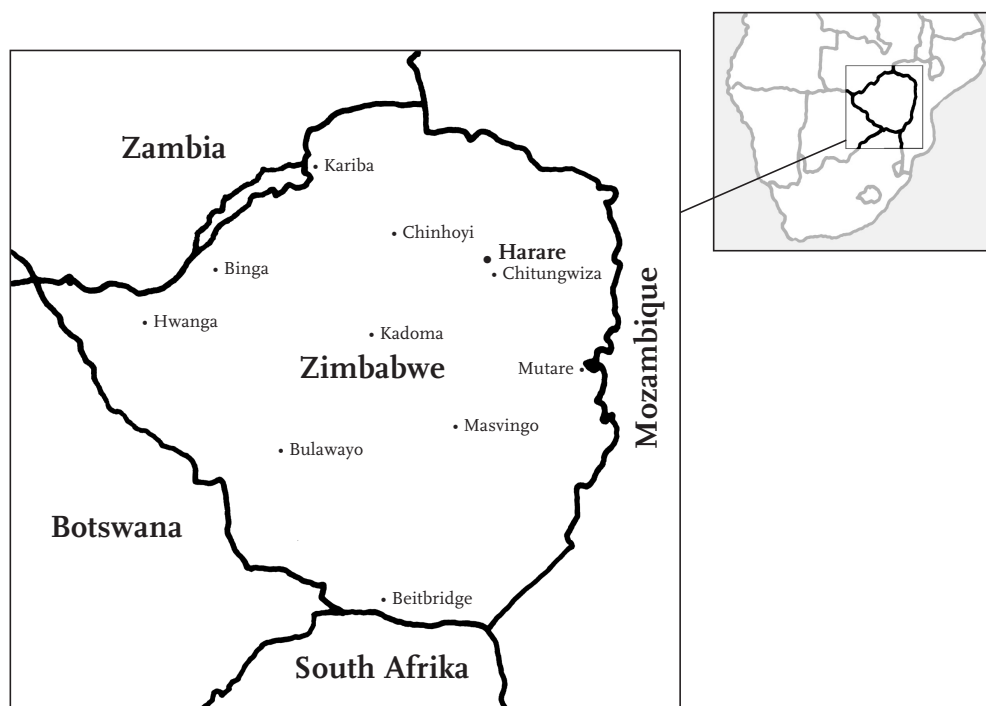 Zambia
Kariba
Chinhoyi
Harare
Chitungwiza
Binga
Hwanga
Kadoma
Zimbabwe
Mutare
Mozambique
Masvingo
Bulawayo
Botswana
Beitbridge
South Afrika